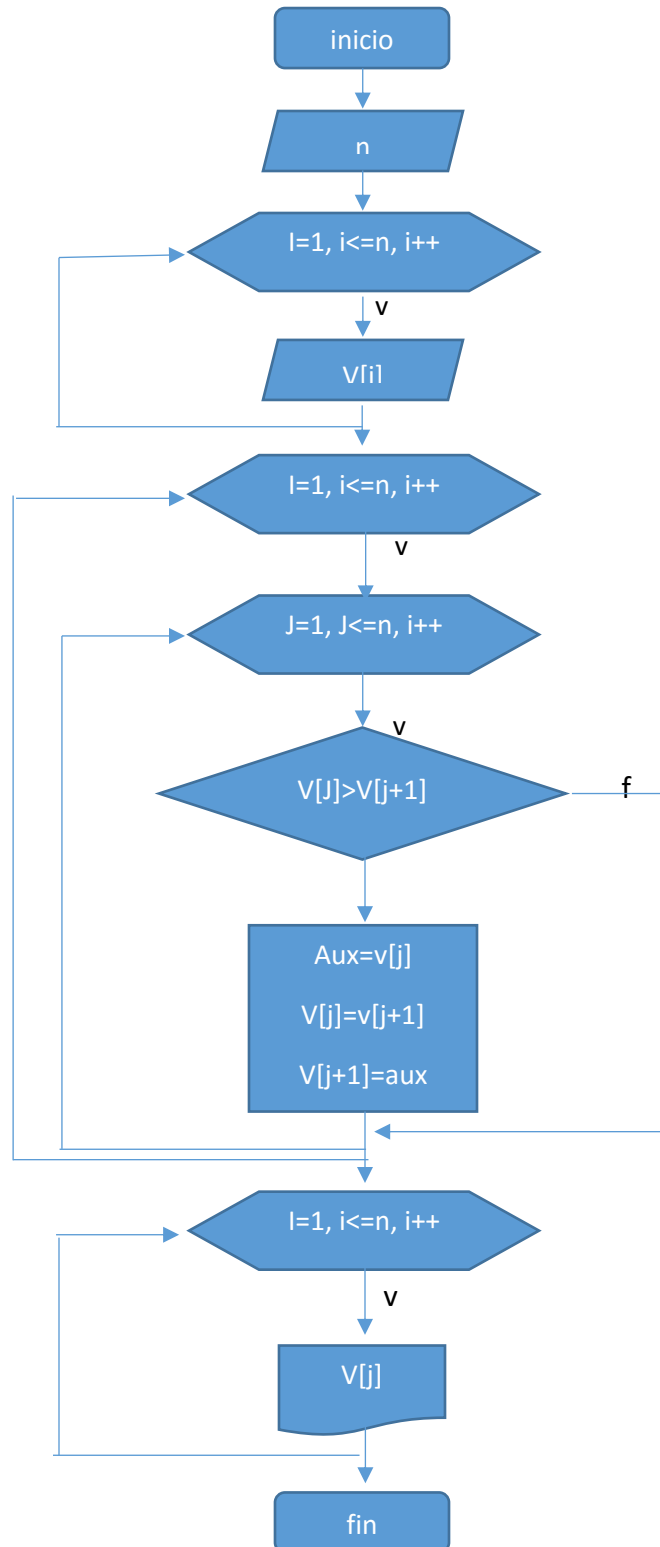 inicio
n
I=1, i<=n, i++
v
V[i]
I=1, i<=n, i++
v
J=1, J<=n, i++
v
V[J]>V[j+1]
f
Aux=v[j]
V[j]=v[j+1]
V[j+1]=aux
I=1, i<=n, i++
v
V[j]
fin